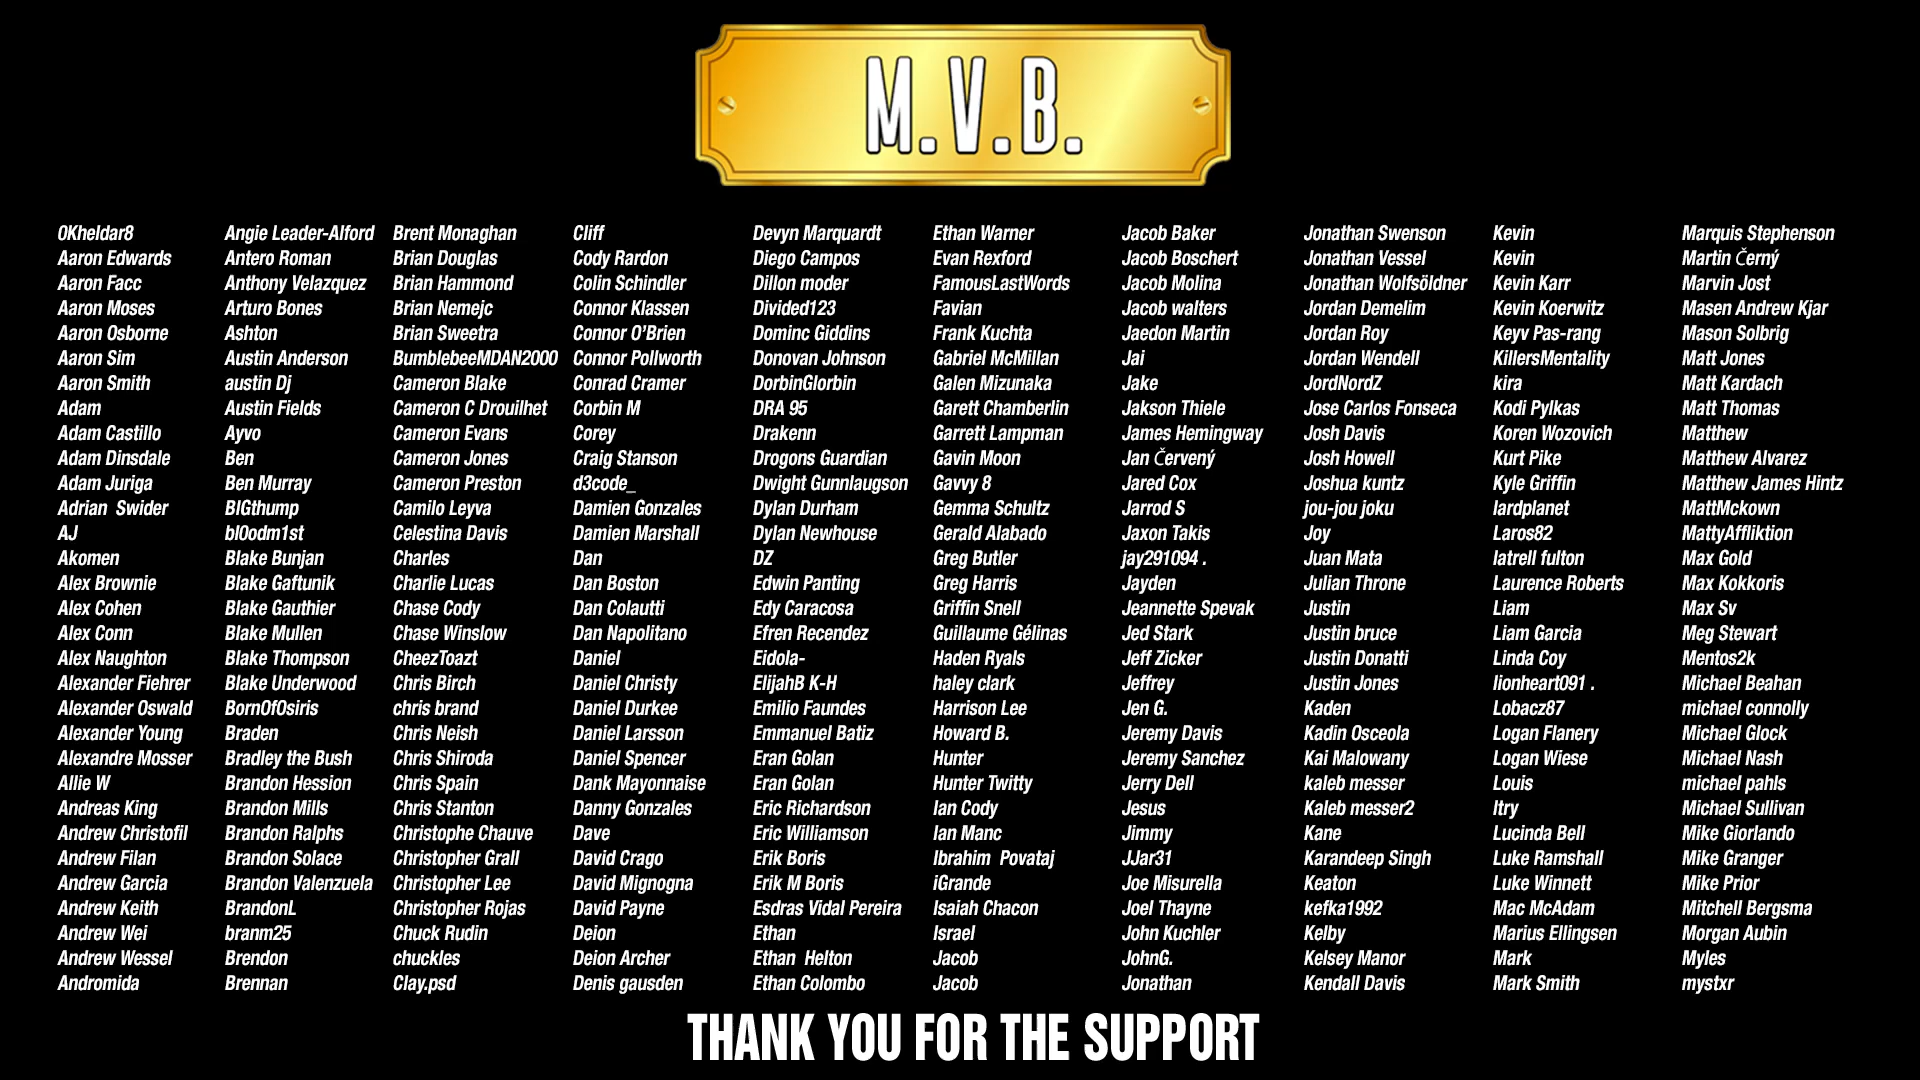 M.V.B.
0Kheldar8
Aaron Edwards
Aaron Facc
Aaron Moses
Aaron Osborne
Aaron Sim
Aaron Smith
Adam
Adam Castillo
Adam Dinsdale
Adam Juriga
Adrian  Swider
AJ
Akomen
Alex Brownie
Alex Cohen
Alex Conn
Alex Naughton
Alexander Fiehrer
Alexander Oswald
Alexander Young
Alexandre Mosser
Allie W
Andreas King
Andrew Christofil
Andrew Filan
Andrew Garcia
Andrew Keith
Andrew Wei
Andrew Wessel
Andromida
Angie Leader-Alford
Antero Roman
Anthony Velazquez
Arturo Bones
Ashton
Austin Anderson
austin Dj
Austin Fields
Ayvo
Ben
Ben Murray
BIGthump
bl0odm1st
Blake Bunjan
Blake Gaftunik
Blake Gauthier
Blake Mullen
Blake Thompson
Blake Underwood
BornOfOsiris
Braden
Bradley the Bush
Brandon Hession
Brandon Mills
Brandon Ralphs
Brandon Solace
Brandon Valenzuela
BrandonL
branm25
Brendon
Brennan
Brent Monaghan
Brian Douglas
Brian Hammond
Brian Nemejc
Brian Sweetra
BumblebeeMDAN2000
Cameron Blake
Cameron C Drouilhet
Cameron Evans
Cameron Jones
Cameron Preston
Camilo Leyva
Celestina Davis
Charles
Charlie Lucas
Chase Cody
Chase Winslow
CheezToazt
Chris Birch
chris brand
Chris Neish
Chris Shiroda
Chris Spain
Chris Stanton
Christophe Chauve
Christopher Grall
Christopher Lee
Christopher Rojas
Chuck Rudin
chuckles
Clay.psd
Cliff
Cody Rardon
Colin Schindler
Connor Klassen
Connor O'Brien
Connor Pollworth
Conrad Cramer
Corbin M
Corey
Craig Stanson
d3code_
Damien Gonzales
Damien Marshall
Dan
Dan Boston
Dan Colautti
Dan Napolitano
Daniel
Daniel Christy
Daniel Durkee
Daniel Larsson
Daniel Spencer
Dank Mayonnaise
Danny Gonzales
Dave
David Crago
David Mignogna
David Payne
Deion
Deion Archer
Denis gausden
Devyn Marquardt
Diego Campos
Dillon moder
Divided123
Dominc Giddins
Donovan Johnson
DorbinGlorbin
DRA 95
Drakenn
Drogons Guardian
Dwight Gunnlaugson
Dylan Durham
Dylan Newhouse
DZ
Edwin Panting
Edy Caracosa
Efren Recendez
Eidola-
ElijahB K-H
Emilio Faundes
Emmanuel Batiz
Eran Golan
Eran Golan
Eric Richardson
Eric Williamson
Erik Boris
Erik M Boris
Esdras Vidal Pereira
Ethan
Ethan  Helton
Ethan Colombo
Ethan Warner
Evan Rexford
FamousLastWords
Favian
Frank Kuchta
Gabriel McMillan
Galen Mizunaka
Garett Chamberlin
Garrett Lampman
Gavin Moon
Gavvy 8
Gemma Schultz
Gerald Alabado
Greg Butler
Greg Harris
Griffin Snell
Guillaume Gélinas
Haden Ryals
haley clark
Harrison Lee
Howard B.
Hunter
Hunter Twitty
Ian Cody
Ian Manc
Ibrahim  Povataj
iGrande
Isaiah Chacon
Israel
Jacob
Jacob
Jacob Baker
Jacob Boschert
Jacob Molina
Jacob walters
Jaedon Martin
Jai
Jake
Jakson Thiele
James Hemingway
Jan Červený
Jared Cox
Jarrod S
Jaxon Takis
jay291094 .
Jayden
Jeannette Spevak
Jed Stark
Jeff Zicker
Jeffrey
Jen G.
Jeremy Davis
Jeremy Sanchez
Jerry Dell
Jesus
Jimmy
JJar31
Joe Misurella
Joel Thayne
John Kuchler
JohnG.
Jonathan
Jonathan Swenson
Jonathan Vessel
Jonathan Wolfsöldner
Jordan Demelim
Jordan Roy
Jordan Wendell
JordNordZ
Jose Carlos Fonseca
Josh Davis
Josh Howell
Joshua kuntz
jou-jou joku
Joy
Juan Mata
Julian Throne
Justin
Justin bruce
Justin Donatti
Justin Jones
Kaden
Kadin Osceola
Kai Malowany
kaleb messer
Kaleb messer2
Kane
Karandeep Singh
Keaton
kefka1992
Kelby
Kelsey Manor
Kendall Davis
Kevin
Kevin
Kevin Karr
Kevin Koerwitz
Keyv Pas-rang
KillersMentality
kira
Kodi Pylkas
Koren Wozovich
Kurt Pike
Kyle Griffin
lardplanet
Laros82
latrell fulton
Laurence Roberts
Liam
Liam Garcia
Linda Coy
lionheart091 .
Lobacz87
Logan Flanery
Logan Wiese
Louis
ltry
Lucinda Bell
Luke Ramshall
Luke Winnett
Mac McAdam
Marius Ellingsen
Mark
Mark Smith
Marquis Stephenson
Martin Černý
Marvin Jost
Masen Andrew Kjar
Mason Solbrig
Matt Jones
Matt Kardach
Matt Thomas
Matthew
Matthew Alvarez
Matthew James Hintz
MattMckown
MattyAffliktion
Max Gold
Max Kokkoris
Max Sv
Meg Stewart
Mentos2k
Michael Beahan
michael connolly
Michael Glock
Michael Nash
michael pahls
Michael Sullivan
Mike Giorlando
Mike Granger
Mike Prior
Mitchell Bergsma
Morgan Aubin
Myles
mystxr
THANK YOU FOR THE SUPPORT